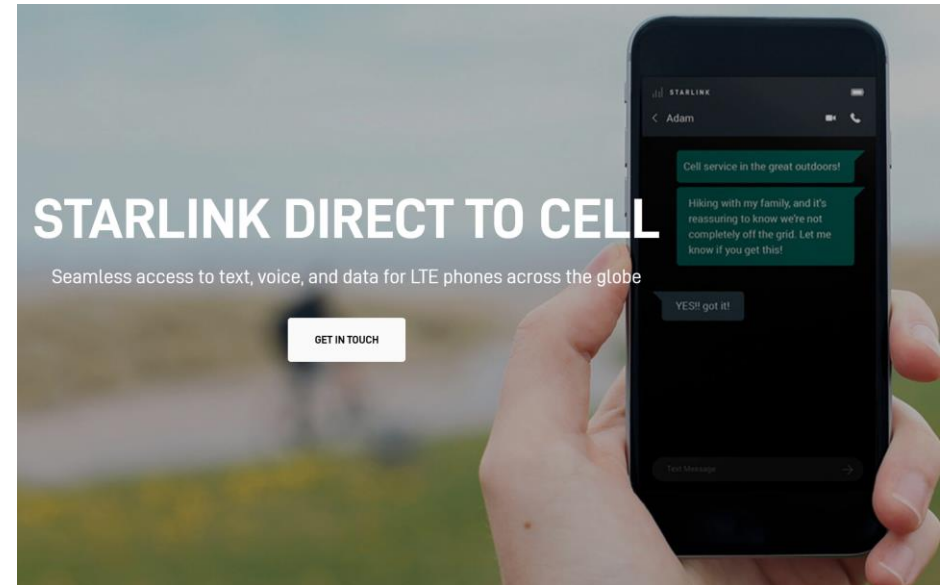 STARLINK
Adam
Cell service in the great outdoors!
Hiking with my family, and it's
reassuring to know we're not
completely off the grid. Let me
know if you get this!
STARLINK DIRECT TO CELL
Seamless access to text, voice, and data for LTE phones across the globe
YES!! got it!
GET IN TOUCH
Text Message